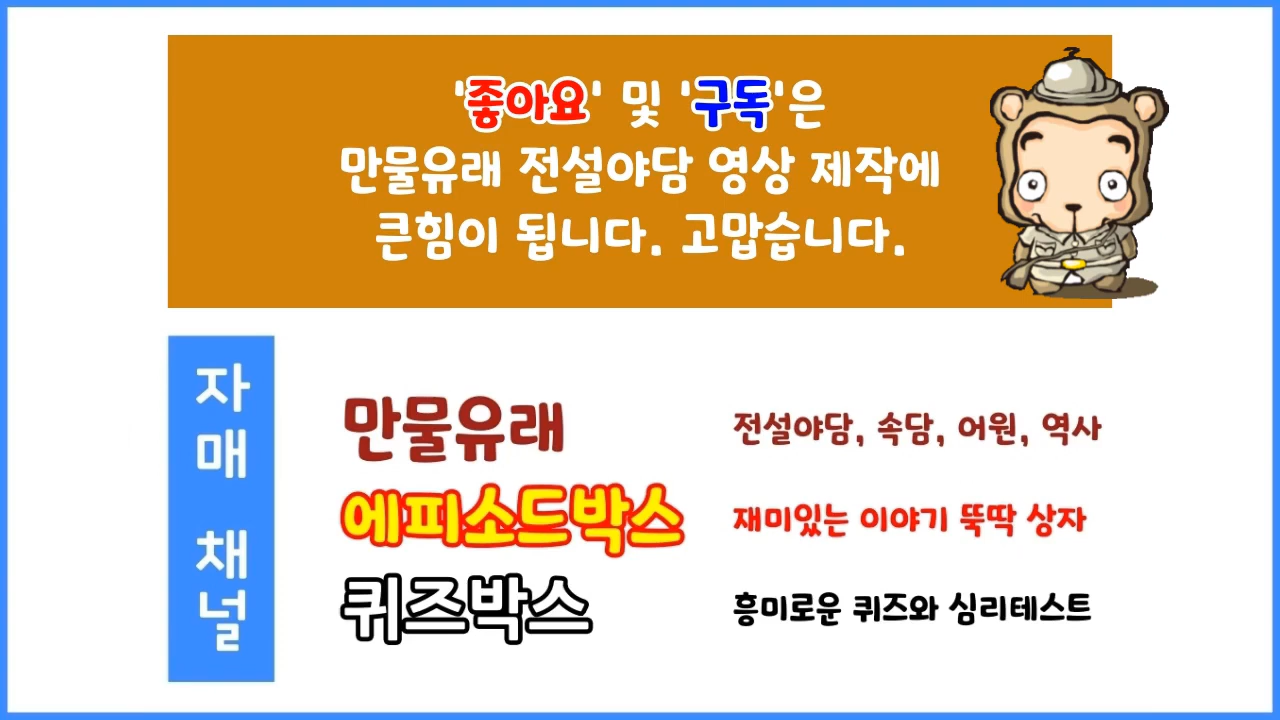 '좋아요' 및 '구독'은
만물유래 전설야담 영상 제작에
큰힘이 됩니다. 고맙습니다.
자매 채널
만물유래 전설야담, 속담, 어원, 역사
에피소드박스 재미있는 이야기 뚝딱 상자
퀴즈박스 흥미로운 퀴즈와 심리테스트